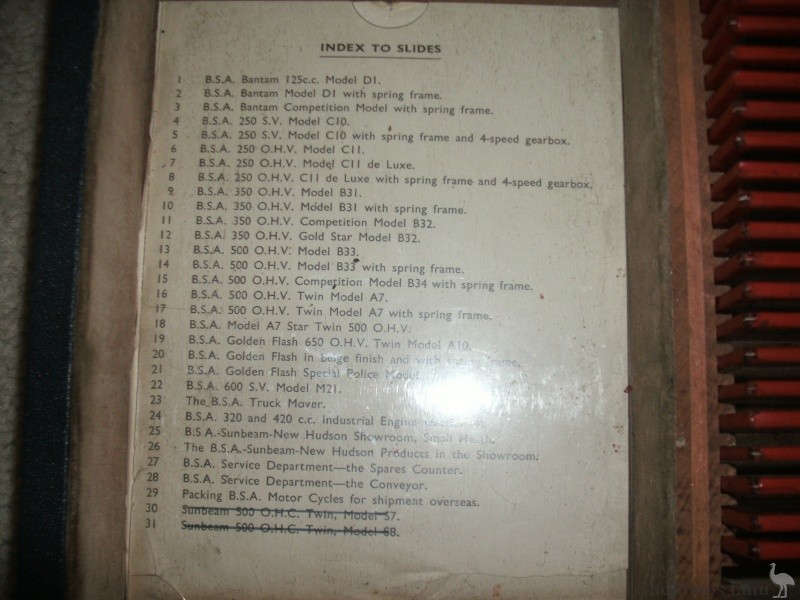 INDEX TO SLIDES
1 B.S.A. Bantam 125c.c. Model D1.
2 B.S.A. Bantam Model D1 with spring frame.
3 B.S.A. Bantam Competition Model with spring frame.
4 B.S.A. 250 S.V. Model C10.
5 B.S.A. 250 S.V. Model C10 with spring frame and 4-speed gearbox.
6 B.S.A. 250 O.H.V. Model C11.
7 B.S.A. 250 O.H.V. Model C11 de Luxe.
8 B.S.A. 250 O.H.V. C11 de Luxe with spring frame and 4-speed gearbox.
9 B.S.A. 350 O.H.V. Model B31.
10 B.S.A. 350 O.H.V. Model B31 with spring frame.
11 B.S.A. 350 O.H.V. Competition Model B32.
12 B.S.A. 350 O.H.V. Gold Star Model B32.
13 B.S.A. 500 O.H.V. Model B33.
14 B.S.A. 500 O.H.V. Model B33 with spring frame.
15 B.S.A. 500 O.H.V. Competition Model B34 with spring frame.
16 B.S.A. 500 O.H.V. Twin Model A7.
17 B.S.A. 500 O.H.V. Twin Model A7 with spring frame.
18 B.S.A. Model A7 Star Twin 500 O.H.V.
19 B.S.A. Golden Flash 650 O.H.V. Twin Model A10.
20 B.S.A. Golden Flash in beige finish and with spring frame.
21 B.S.A. Golden Flash Special Police Model.
22 B.S.A. 600 S.V. Model M21.
23 The B.S.A. Truck Mover.
24 B.S.A. 320 and 420 c.c. Industrial
25 B.S.A.-Sunbeam-New Hudson Showroom, Small Heath.
26 The B.S.A.-Sunbeam-New Hudson Products in the Showroom.
27 B.S.A. Service Department—the Spares Counter.
28 B.S.A. Service Department—the Conveyor.
29 Packing B.S.A. Motor Cycles for shipment overseas.
30 Sunbeam 500 O.H.C. Twin, Model S7.
31 Sunbeam 500 O.H.C. Twin, Model S8.